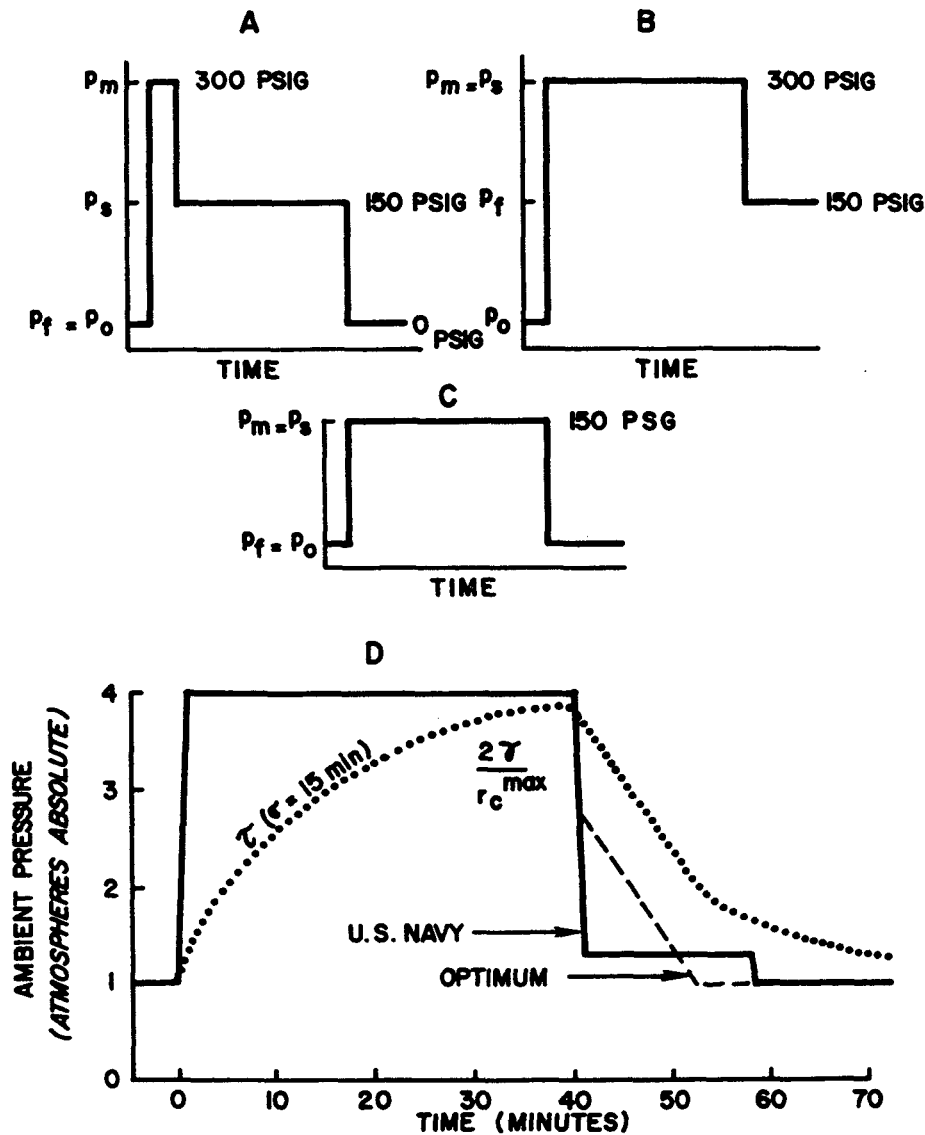 A
B
Pm
300 PSIG
Ps
150 PSIG
Pf = Po
0 PSIG
TIME
Pm = Ps
300 PSIG
Pf
150 PSIG
Po
TIME
C
Pm = Ps
150 PSG
Pf = Po
TIME
D
AMBIENT PRESSURE
(ATMOSPHERES ABSOLUTE)
4
3
2
1
0
τ (σ = 15 min)
2γ
rc max
U.S. NAVY
OPTIMUM
0 10 20 30 40 50 60 70
TIME (MINUTES)